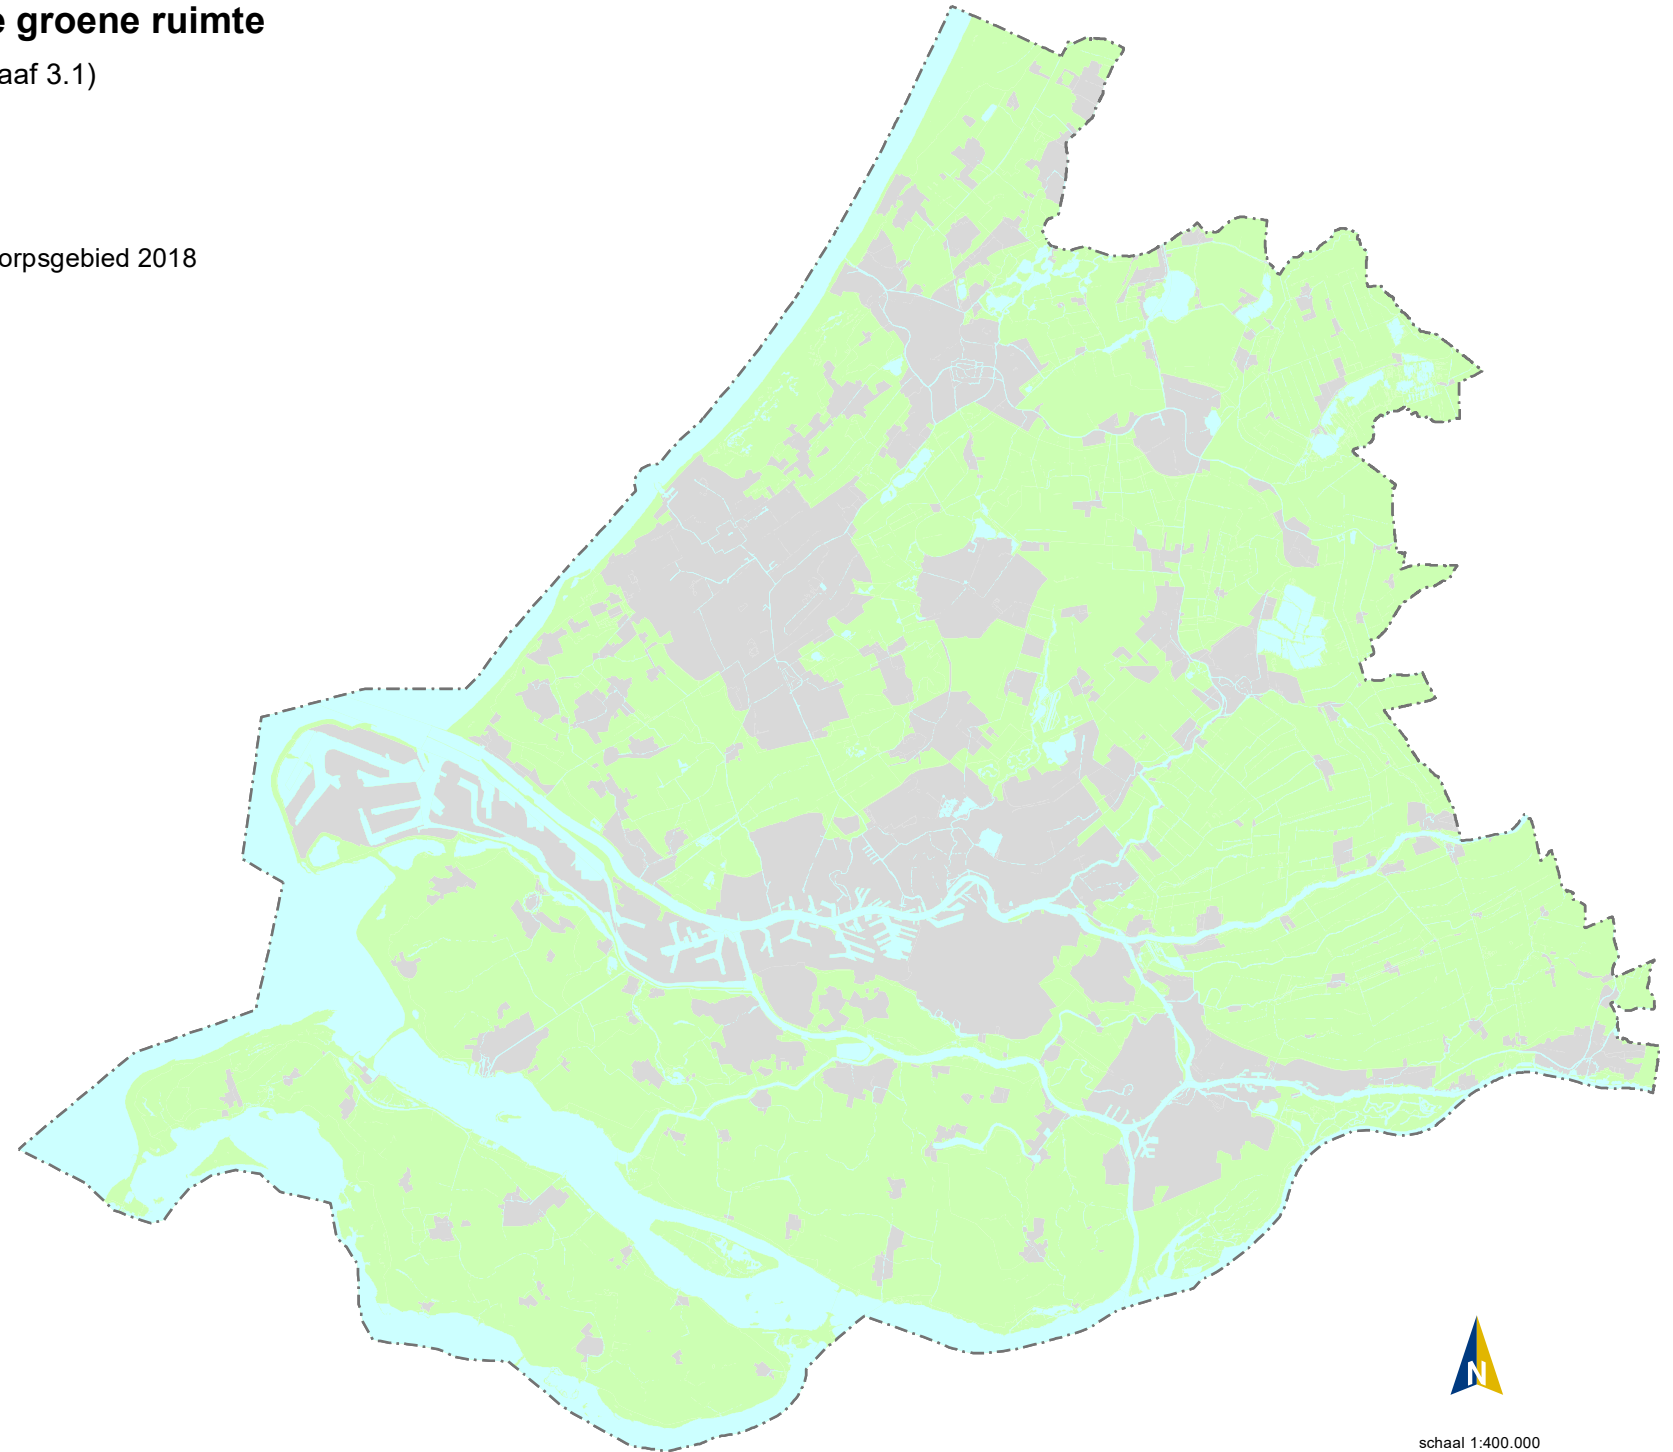 e groene ruimte
aaf 3.1)
orpsgebied 2018
N
schaal 1:400.000